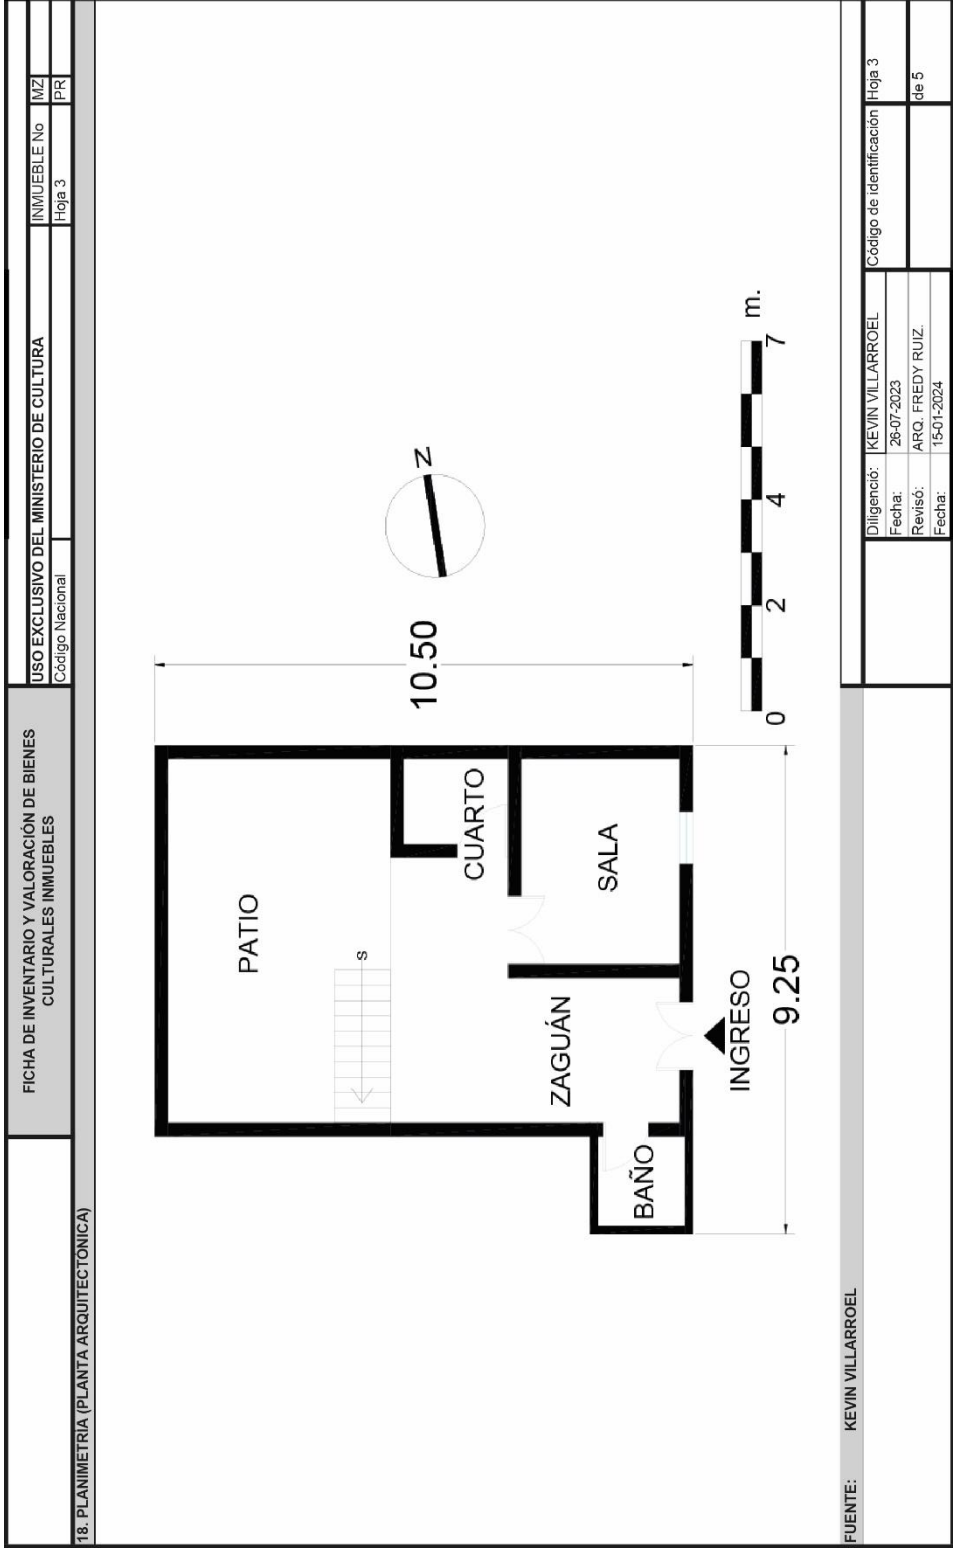 FICHA DE INVENTARIO Y VALORACIÓN DE BIENES
CULTURALES INMUEBLES
USO EXCLUSIVO DEL MINISTERIO DE CULTURA
INMUEBLE No
MZ
Código Nacional
Hoja 3
PR
18. PLANIMETRIA (PLANTA ARQUITECTÓNICA)
PATIO
S
CUARTO
ZAGUÁN
SALA
BAÑO
INGRESO
9.25
10.50
N
0
2
4
7
m.
FUENTE: KEVIN VILLARROEL
Diligenció: KEVIN VILLARROEL
Fecha: 26-07-2023
Revisó: ARQ. FREDY RUIZ.
Fecha: 15-01-2024
Código de identificación
Hoja 3
de 5